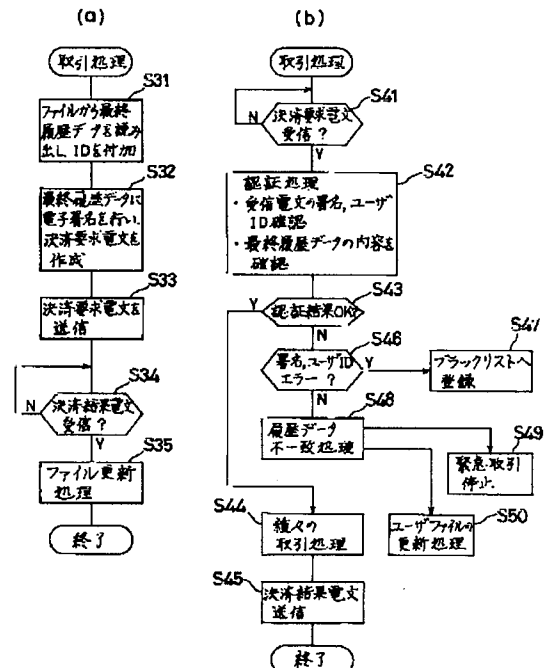 (a)
取引処理
S31
ファイルから最終
履歴データを読み
出し、IDを付加
S32
最終履歴データに
電子署名を行い、
決済要求電文を
作成
S33
決済要求電文を
送信
S34
決済結果電文
受信?
N
Y
S35
ファイル更新
処理
終了
(b)
取引処理
S41
決済要求電文
受信?
N
Y
S42
認証処理
・受信電文の署名,ユーザ
ID確認
・最終履歴データの内容を
確認
S43
認証結果OK?
Y
N
S46
署名,ユーザID
エラー?
Y
N
S47
ブラックリストへ
登録
S48
履歴データ
不一致処理
S49
緊急取引
停止
S50
ユーザファイルの
更新処理
S44
種々の
取引処理
S45
決済結果電文
送信
終了